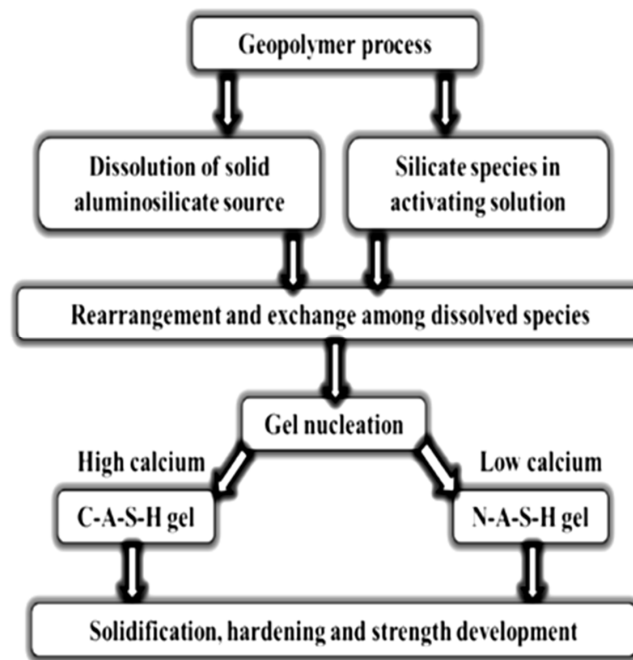 Geopolymer process
Dissolution of solid
aluminosilicate source
Silicate species in
activating solution
Rearrangement and exchange among dissolved species
Gel nucleation
High calcium
Low calcium
C-A-S-H gel
N-A-S-H gel
Solidification, hardening and strength development